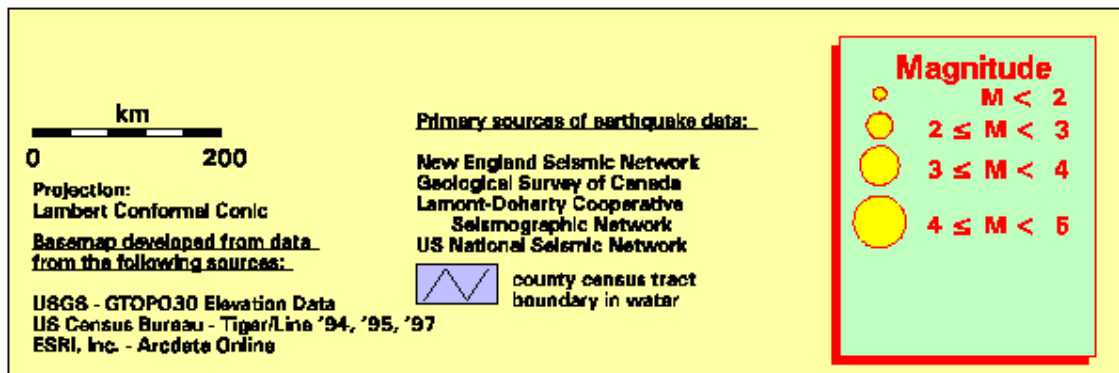 km
0 200
Projection:
Lambert Conformal Conic
Basemap developed from data
from the following sources:
USGS - GTOPO30 Elevation Data
US Census Bureau - Tiger/Line '94, '95, '97
ESRI, Inc. - Arcdata Online
Primary sources of earthquake data:
New England Seismic Network
Geological Survey of Canada
Lamont-Doherty Cooperative
Seismographic Network
US National Seismic Network
county census tract
boundary in water
Magnitude
M < 2
2 ≤ M < 3
3 ≤ M < 4
4 ≤ M < 5